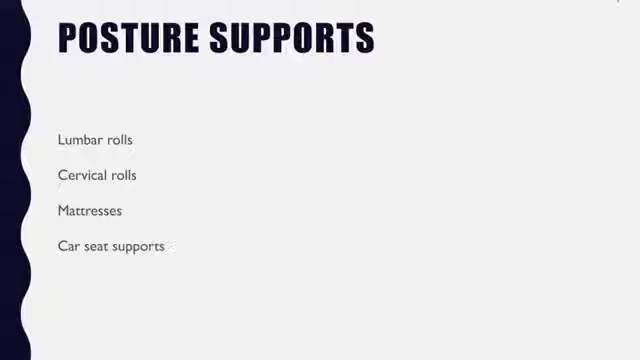 POSTURE SUPPORTS
Lumbar rolls
Cervical rolls
Mattresses
Car seat supports